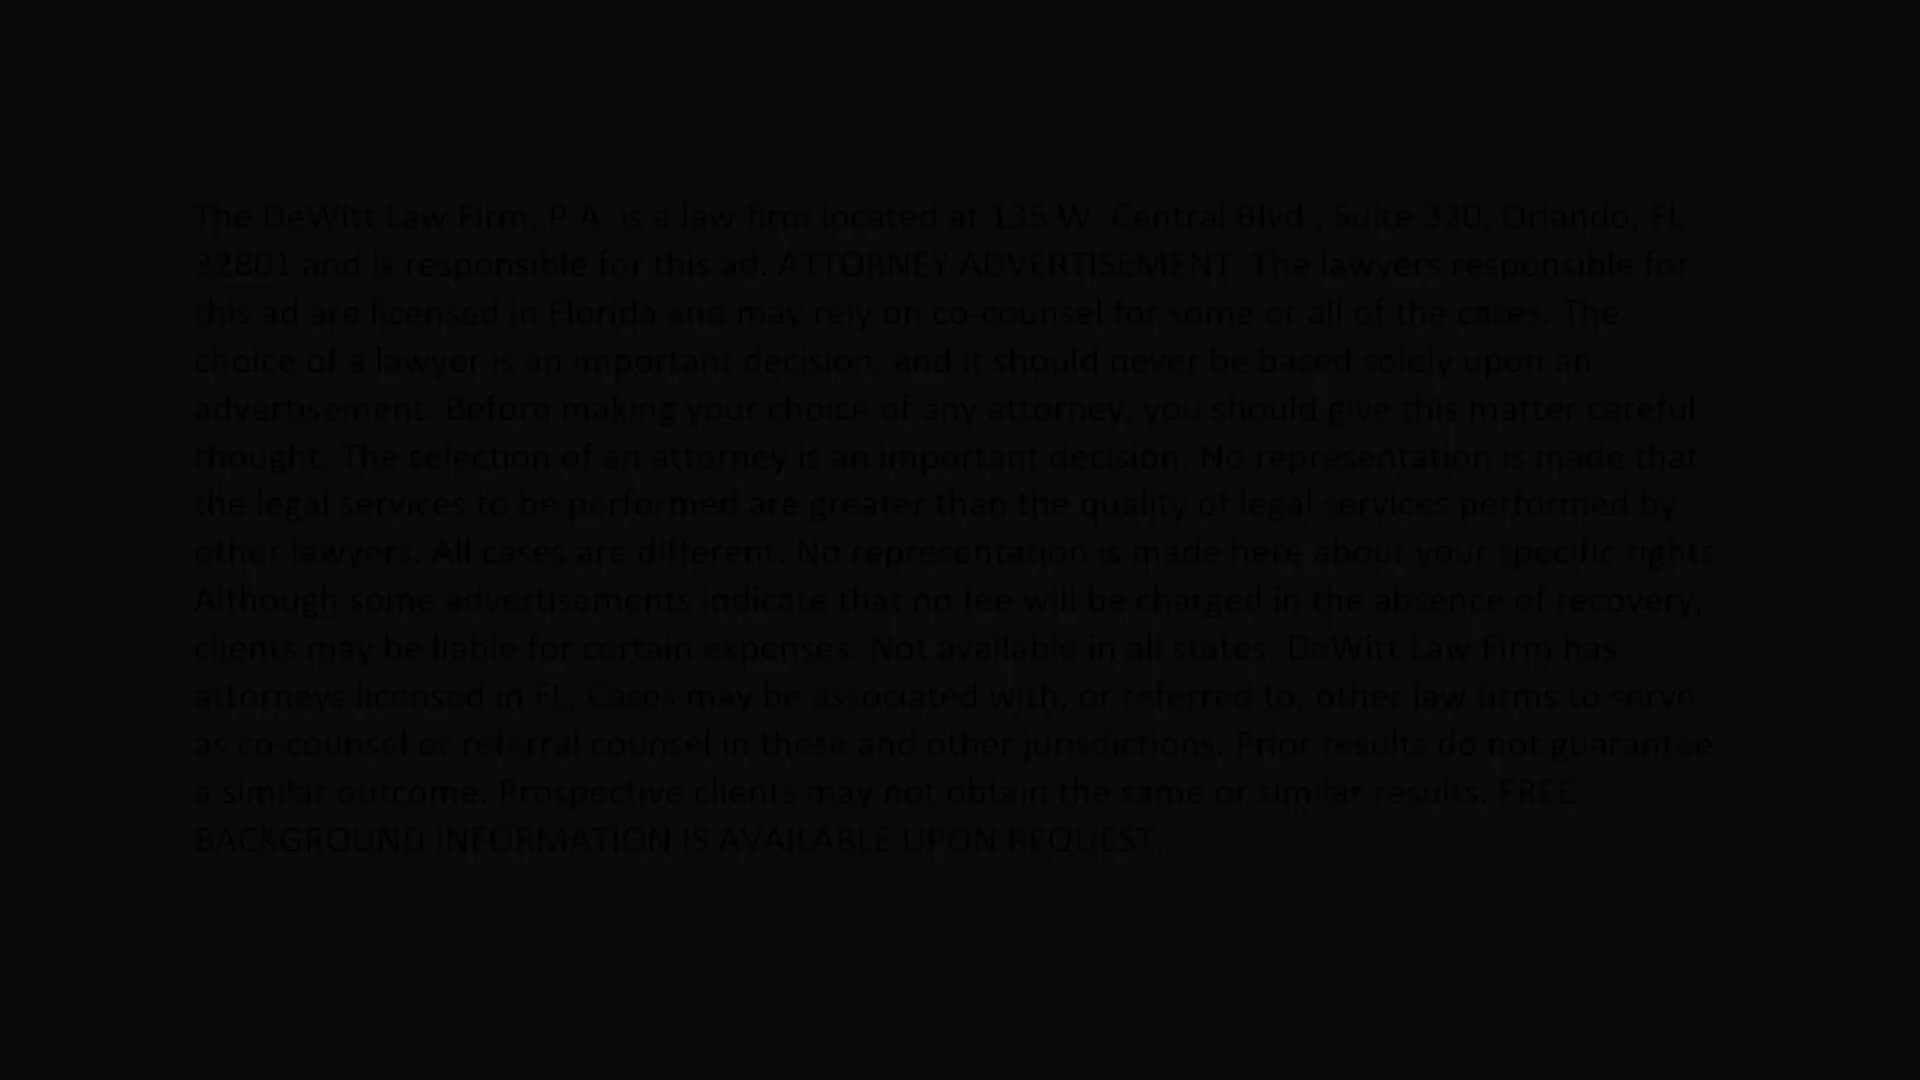 The DeWitt Law Firm, P.A. is a law firm located at 135 W. Central Blvd., Suite 320, Orlando, FL
32801 and is responsible for this ad. ATTORNEY ADVERTISEMENT. The lawyers responsible for
this ad are licensed in Florida and may rely on co-counsel for some or all of the cases. The
choice of a lawyer is an important decision, and it should never be based solely upon an
advertisement. Before making your choice of any attorney, you should give this matter careful
thought. The selection of an attorney is an important decision. No representation is made that
the legal services to be performed are greater than the quality of legal services performed by
other lawyers. All cases are different. No representation is made here about your specific rights.
Although some advertisements indicate that no fee will be charged in the absence of recovery,
clients may be liable for certain expenses. Not available in all states. DeWitt Law Firm has
attorneys licensed in FL. Cases may be associated with, or referred to, other law firms to serve
as co-counsel or referral counsel in these and other jurisdictions. Prior results do not guarantee
a similar outcome. Prospective clients may not obtain the same or similar results. FREE
BACKGROUND INFORMATION IS AVAILABLE UPON REQUEST.